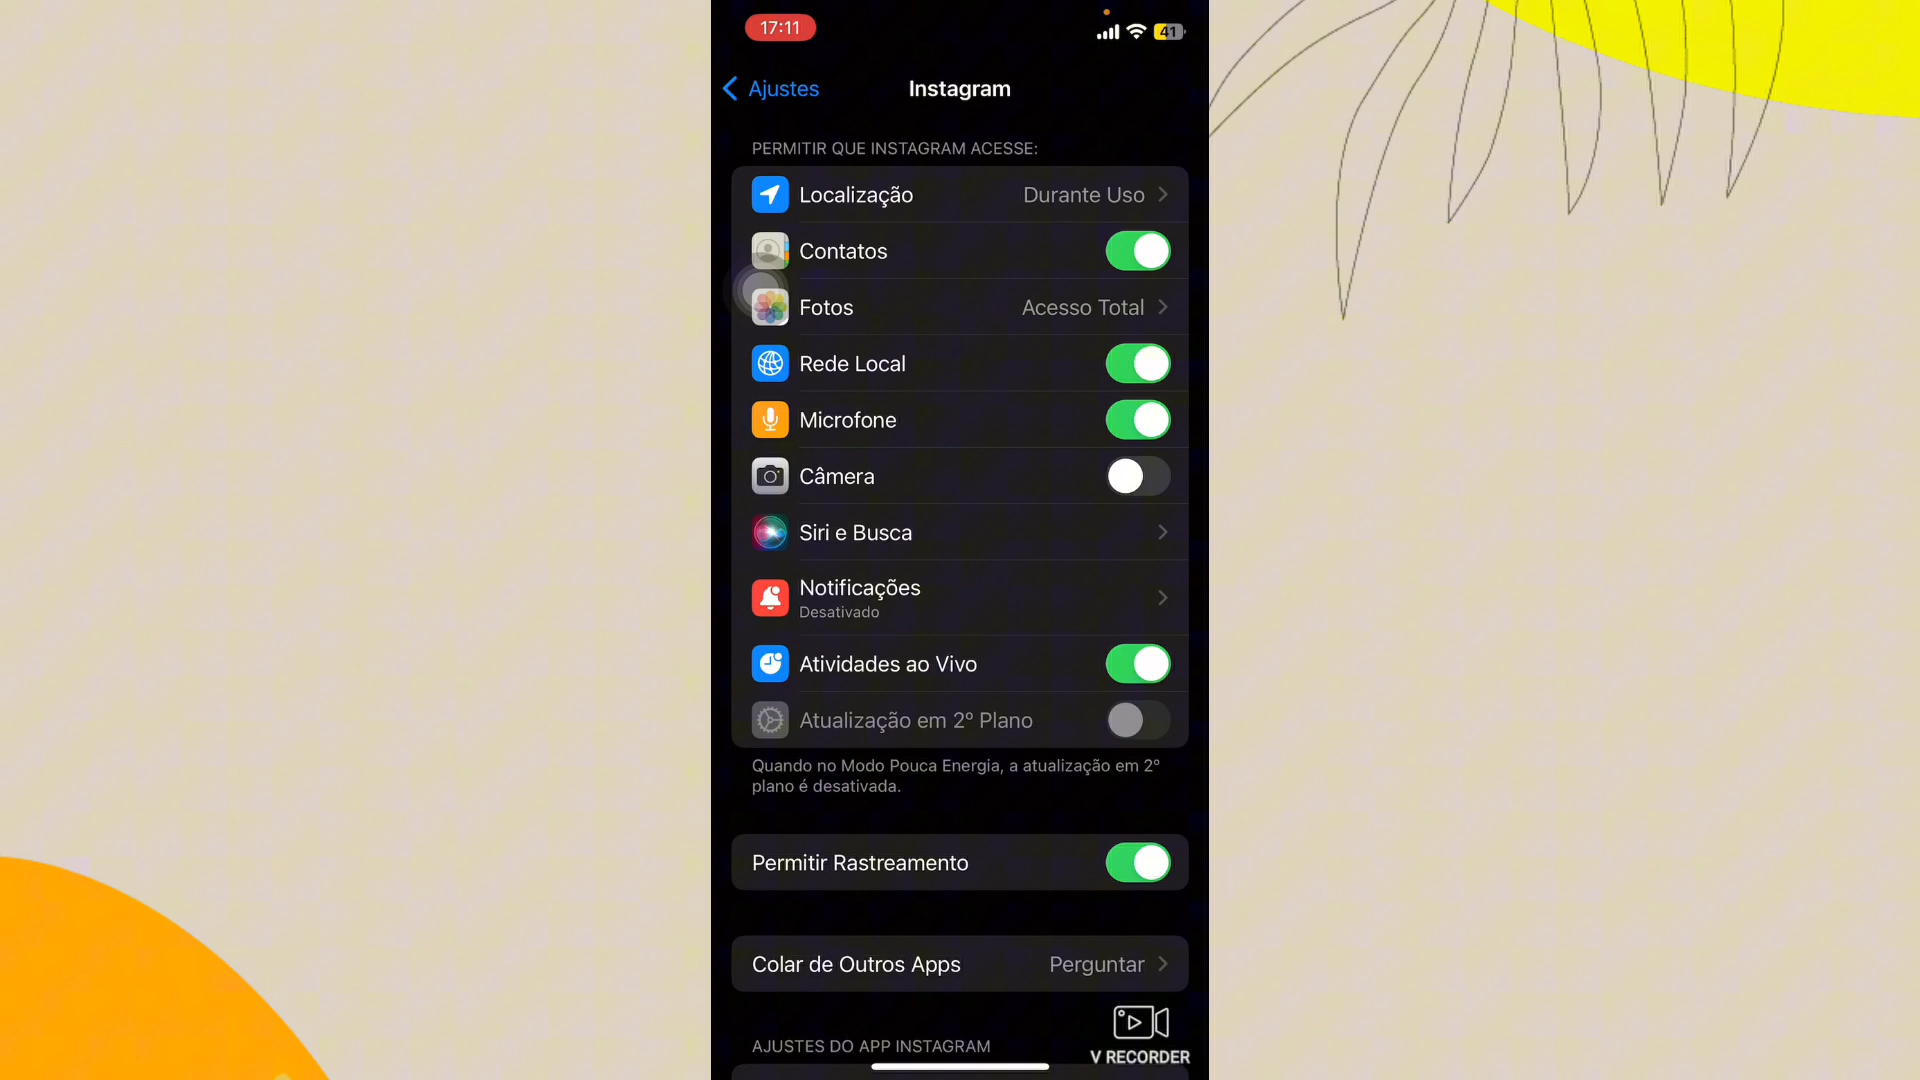 17:11
41
Ajustes
Instagram
PERMITIR QUE INSTAGRAM ACESSE:
Localização
Durante Uso
Contatos
Fotos
Acesso Total
Rede Local
Microfone
Câmera
Siri e Busca
Notificações
Desativado
Atividades ao Vivo
Atualização em 2º Plano
Quando no Modo Pouca Energia, a atualização em 2º
plano é desativada.
Permitir Rastreamento
Colar de Outros Apps
Perguntar
AJUSTES DO APP INSTAGRAM
V RECORDER